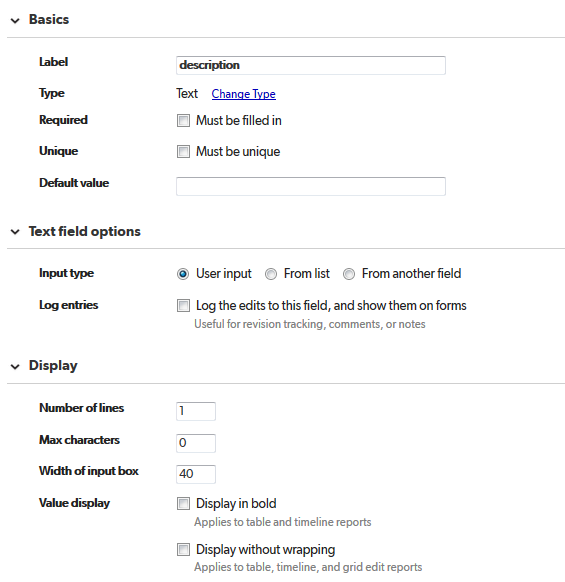 Basics
Label description
Type Text Change Type
Required Must be filled in
Unique Must be unique
Default value
Text field options
Input type User input From list From another field
Log entries Log the edits to this field, and show them on forms
Useful for revision tracking, comments, or notes
Display
Number of lines 1
Max characters 0
Width of input box 40
Value display Display in bold
Applies to table and timeline reports
Display without wrapping
Applies to table, timeline, and grid edit reports